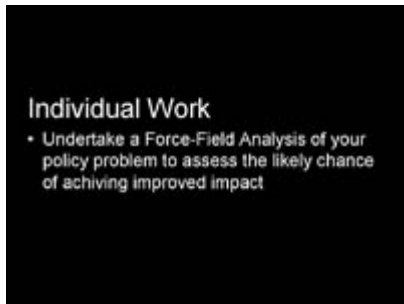 Individual Work
• Undertake a Force-Field Analysis of your
policy problem to assess the likely chance
of achiving improved impact